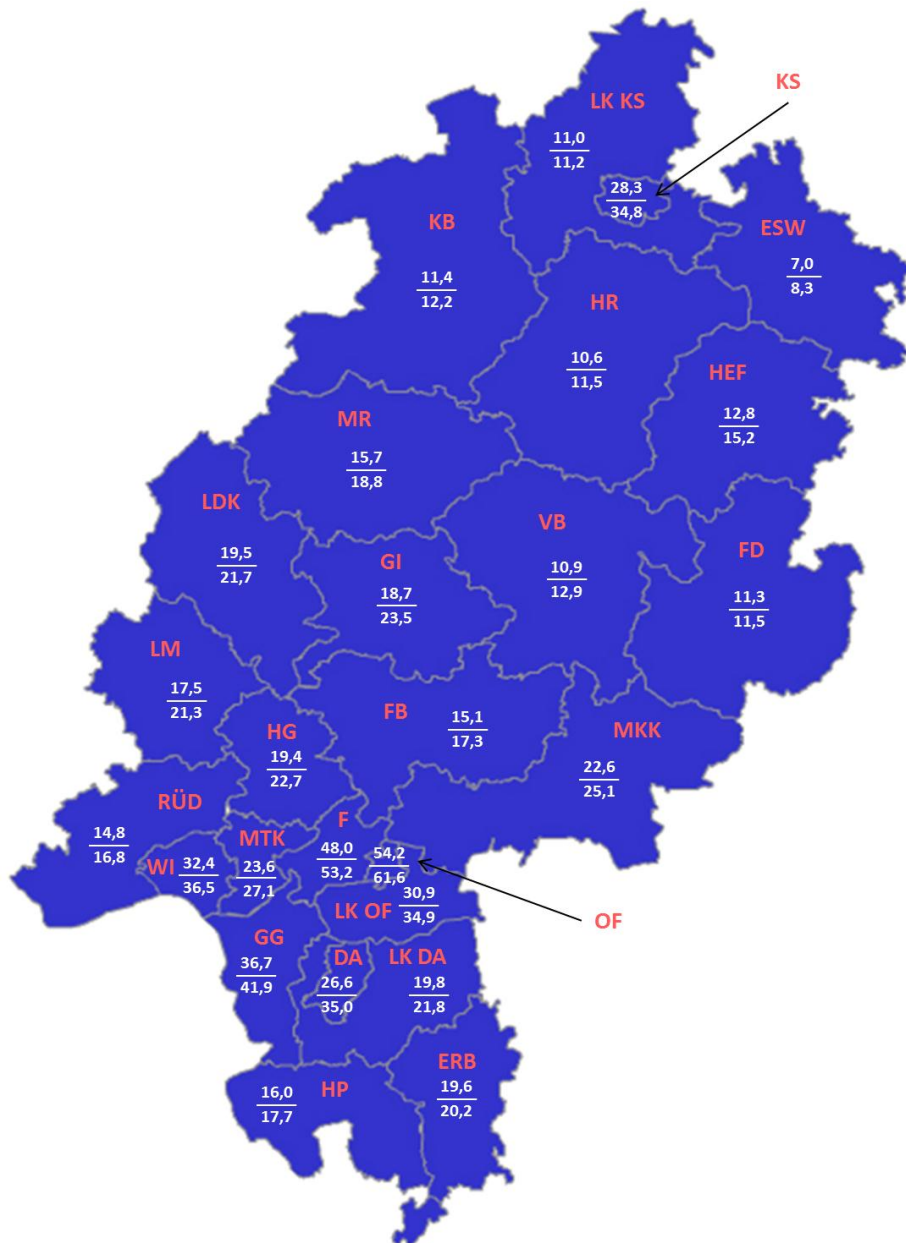 KS
LK KS
11,0
11,2
28,3
34,8
KB
11,4
12,2
ESW
7,0
8,3
HR
10,6
11,5
HEF
12,8
15,2
MR
15,7
18,8
LDK
19,5
21,7
GI
18,7
23,5
VB
10,9
12,9
FD
11,3
11,5
LM
17,5
21,3
HG
19,4
22,7
FB
15,1
17,3
MKK
22,6
25,1
RÜD
14,8
16,8
WI
32,4
36,5
MTK
23,6
27,1
F
48,0
53,2
54,2
61,6
OF
LK OF
30,9
34,9
GG
36,7
41,9
DA
26,6
35,0
LK DA
19,8
21,8
ERB
19,6
20,2
HP
16,0
17,7